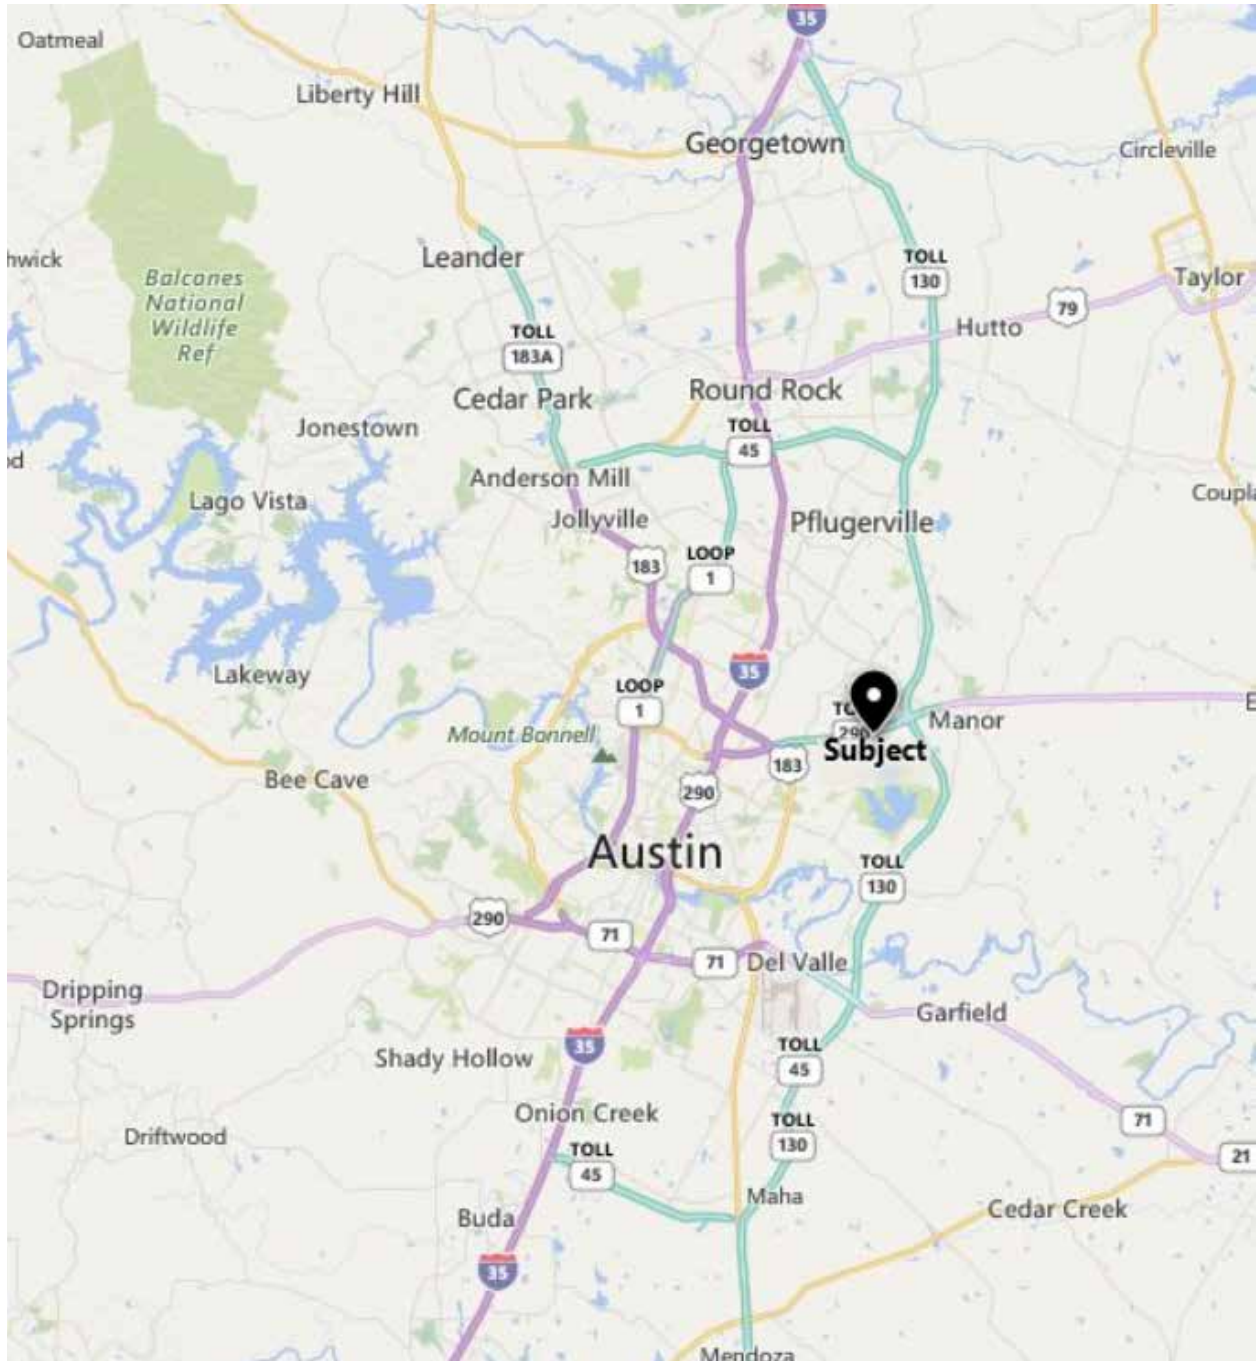 35
Oatmeal
Liberty Hill
Georgetown
Circleville
hwick
Leander
Balcones
National
Wildlife
Ref
TOLL
130
Taylor
79
Hutto
TOLL
183A
Cedar Park
Round Rock
Jonestown
TOLL
45
od
Anderson Mill
Lago Vista
Coupla
Jollyville
Pflugerville
LOOP
1
183
35
Lakeway
LOOP
1
TO
290
E
Manor
Mount Bonnell
Subject
183
Bee Cave
290
Austin
TOLL
130
290
71
71
Del Valle
Dripping
Springs
Garfield
Shady Hollow
35
TOLL
45
Onion Creek
71
Driftwood
TOLL
130
TOLL
45
21
Maha
Cedar Creek
Buda
35
Mendoza